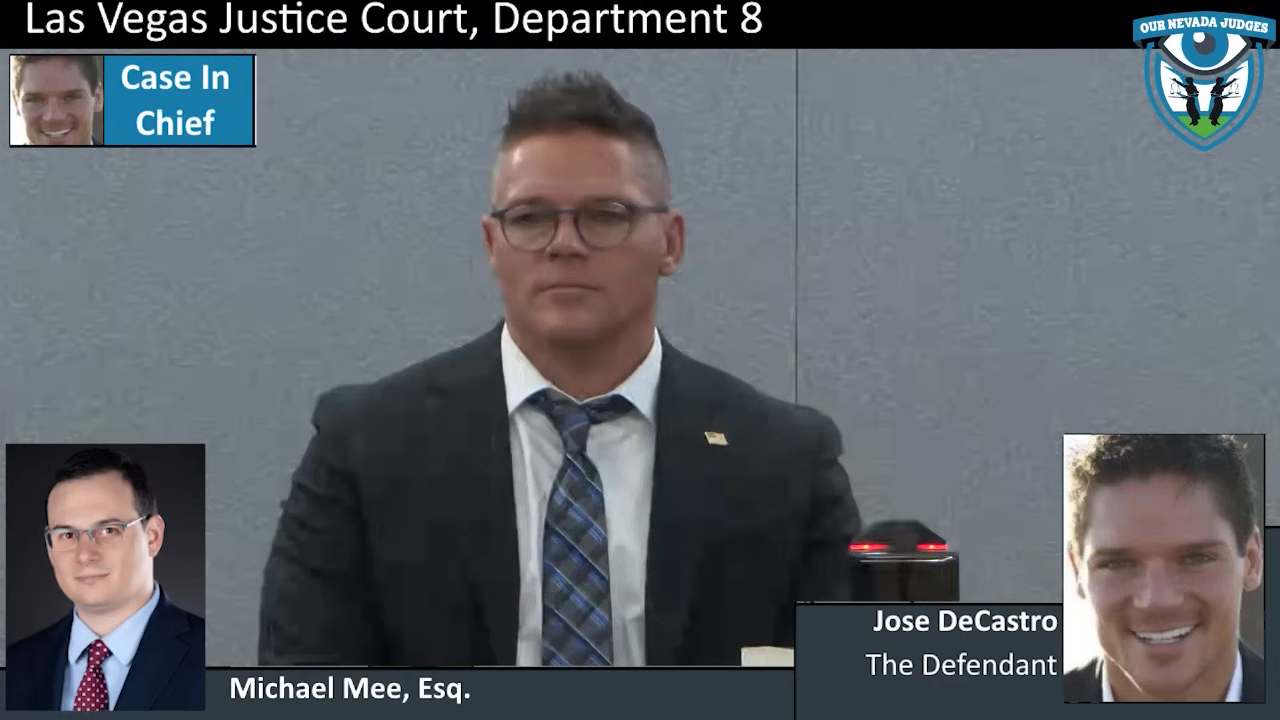 Las Vegas Justice Court, Department 8
OUR NEVADA JUDGES
Case In
Chief
Jose DeCastro
The Defendant
Michael Mee, Esq.